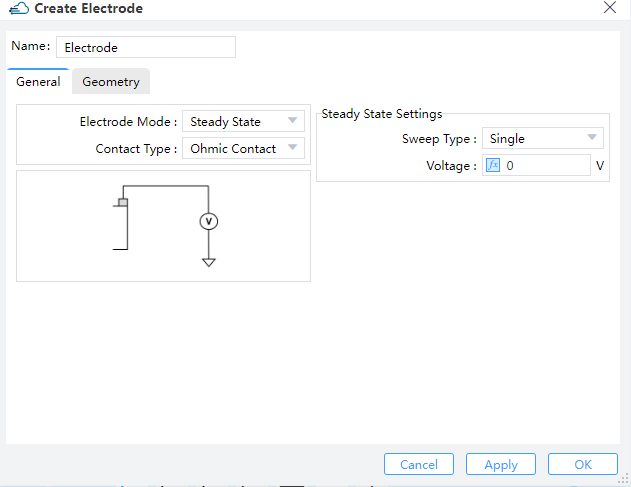 Create Electrode
Name: Electrode
General Geometry
Electrode Mode : Steady State
Contact Type : Ohmic Contact
V
Steady State Settings
Sweep Type : Single
Voltage : fx 0 V
Cancel Apply OK